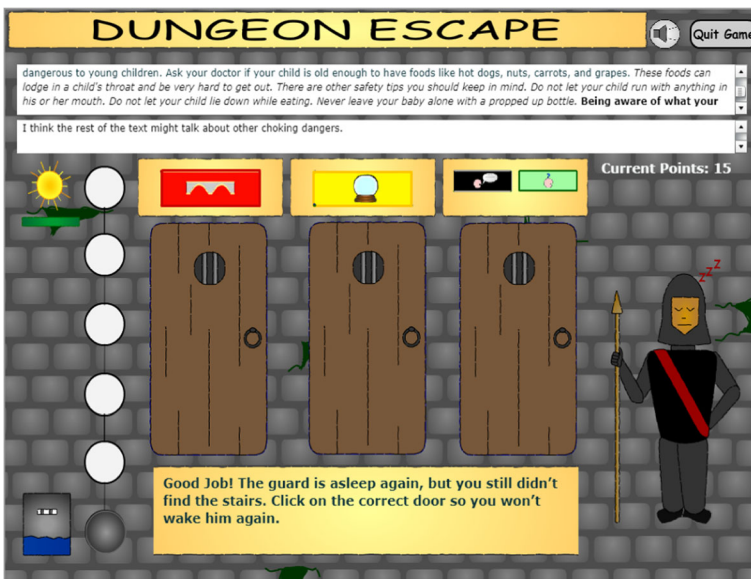 DUNGEON ESCAPE
Quit Game
dangerous to young children. Ask your doctor if your child is old enough to have foods like hot dogs, nuts, carrots, and grapes. These foods can
lodge in a child's throat and be very hard to get out. There are other safety tips you should keep in mind. Do not let your child run with anything in
his or her mouth. Do not let your child lie down while eating. Never leave your baby alone with a propped up bottle. Being aware of what your
I think the rest of the text might talk about other choking dangers.
Current Points: 15
?
z z z
Good Job! The guard is asleep again, but you still didn't
find the stairs. Click on the correct door so you won't
wake him again.